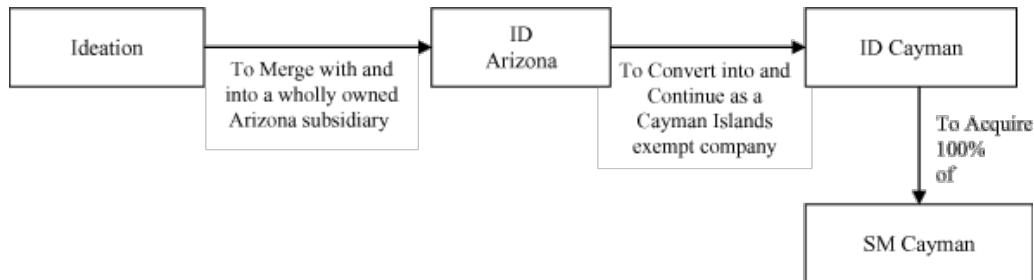 Ideation
To Merge with and
into a wholly owned
Arizona subsidiary
ID
Arizona
To Convert into and
Continue as a
Cayman Islands
exempt company
ID Cayman
To Acquire
100%
of
SM Cayman